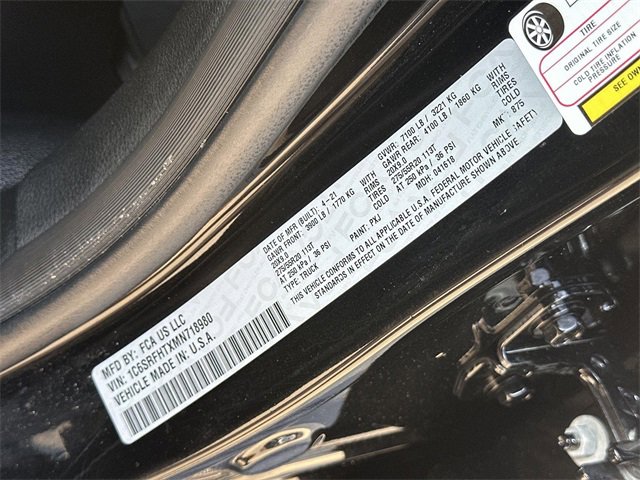 MFD BY: FCA US LLC
DATE OF MFR (BUILT): 4-21
GVWR: 7100 LB / 3221 KG
GAWR FRONT: 3900 LB / 1770 KG WITH
GAWR REAR: 4100 LB / 1860 KG WITH
20X9.0 RIMS
20X9.0 RIMS
275/55R20 113T TIRES
275/55R20 113T TIRES
AT 250 kPa / 36 PSI COLD
AT 250 kPa / 36 PSI COLD
VIN: 1C6SRFHTXMN718980
TYPE: TRUCK
PAINT: PXJ
MDH: 041618
MK: 875
VEHICLE MADE IN: U.S.A.
THIS VEHICLE CONFORMS TO ALL APPLICABLE U.S.A. FEDERAL MOTOR VEHICLE SAFETY
STANDARDS IN EFFECT ON THE DATE OF MANUFACTURE SHOWN ABOVE.
TIRE
ORIGINAL TIRE SIZE
COLD TIRE INFLATION
PRESSURE
SEE OWN